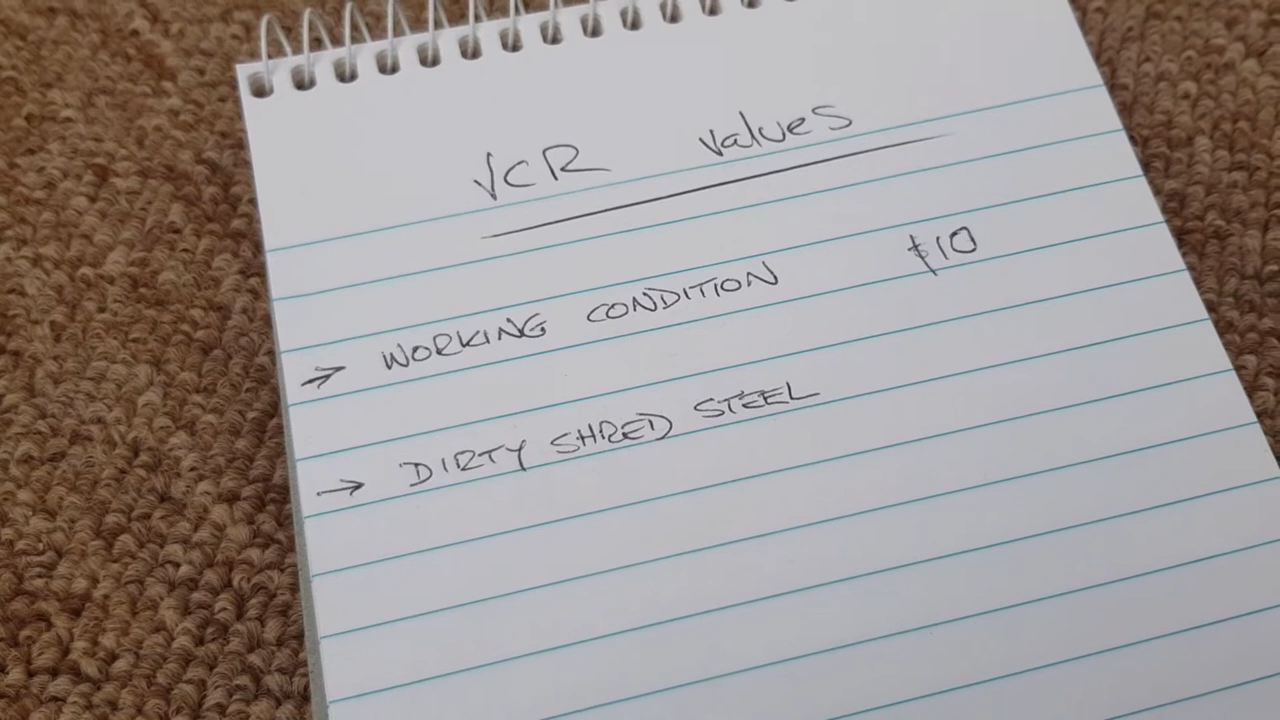 VCR values
→ WORKING CONDITION $10
→ DIRTY SHRED STEEL